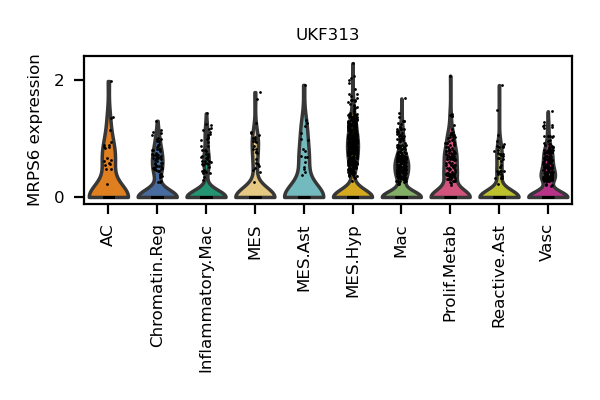 UKF313
MRPS6 expression
2
0
AC
Chromatin.Reg
Inflammatory.Mac
MES
MES.Ast
MES.Hyp
Mac
Prolif.Metab
Reactive.Ast
Vasc